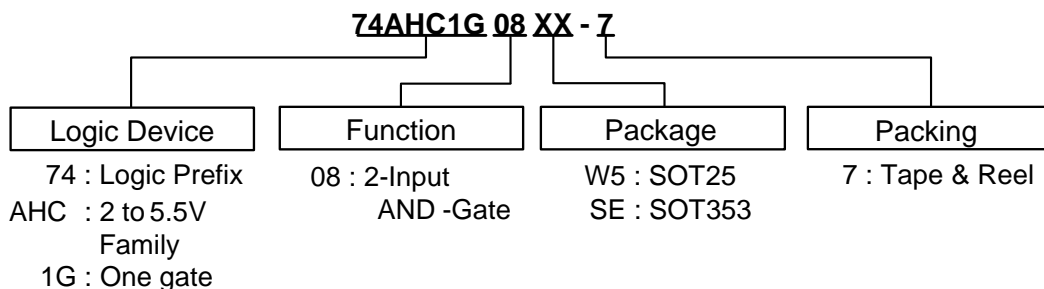 74AHC1G 08 XX - 7
Logic Device
74 : Logic Prefix
AHC : 2 to 5.5V
Family
1G : One gate
Function
08 : 2-Input
AND -Gate
Package
W5 : SOT25
SE : SOT353
Packing
7 : Tape & Reel